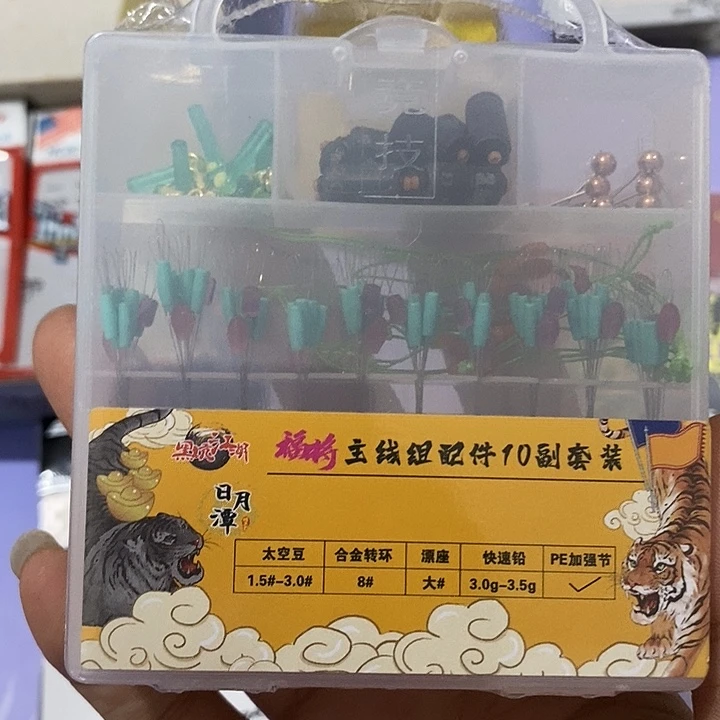 技
福将 主线组配件10副套装
日月潭
太空豆 合金转环 漂座 快速铅 PE加强节
1.5#-3.0# 8# 大# 3.0g-3.5g ✓